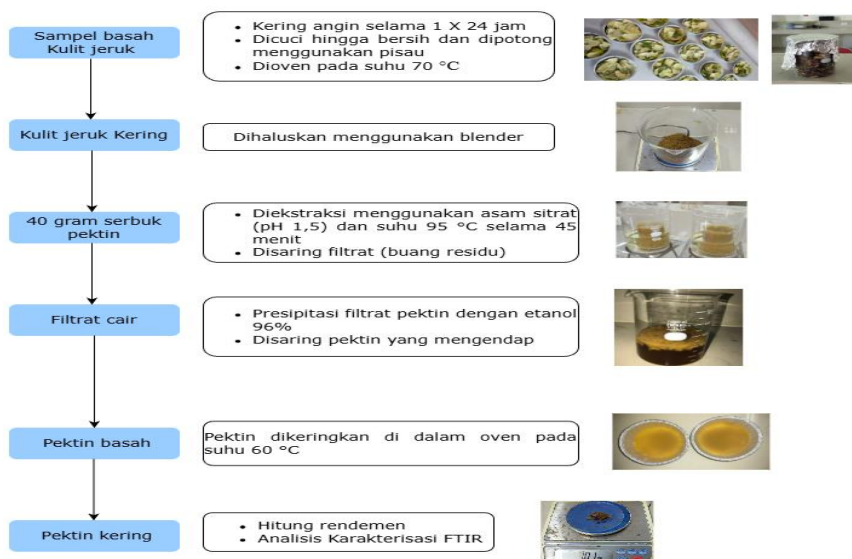 Sampel basah
Kulit jeruk
• Kering angin selama 1 X 24 jam
• Dicuci hingga bersih dan dipotong
menggunakan pisau
• Dioven pada suhu 70 °C
Kulit jeruk Kering
Dihaluskan menggunakan blender
40 gram serbuk
pektin
• Diekstraksi menggunakan asam sitrat
(pH 1,5) dan suhu 95 °C selama 45
menit
• Disaring filtrat (buang residu)
Filtrat cair
• Presipitasi filtrat pektin dengan etanol
96%
• Disaring pektin yang mengendap
Pektin basah
Pektin dikeringkan di dalam oven pada
suhu 60 °C
Pektin kering
• Hitung rendemen
• Analisis Karakterisasi FTIR